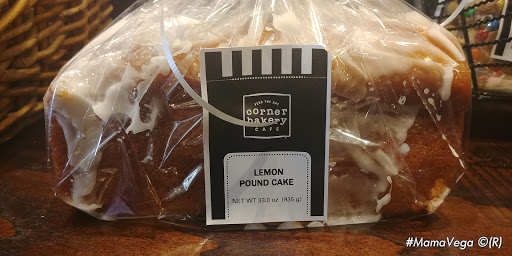 FEED THE DAY
corner
bakery
CAFE
LEMON
POUND CAKE
NET WT 33.0 oz (935 g)
#MamaVega ©(R)